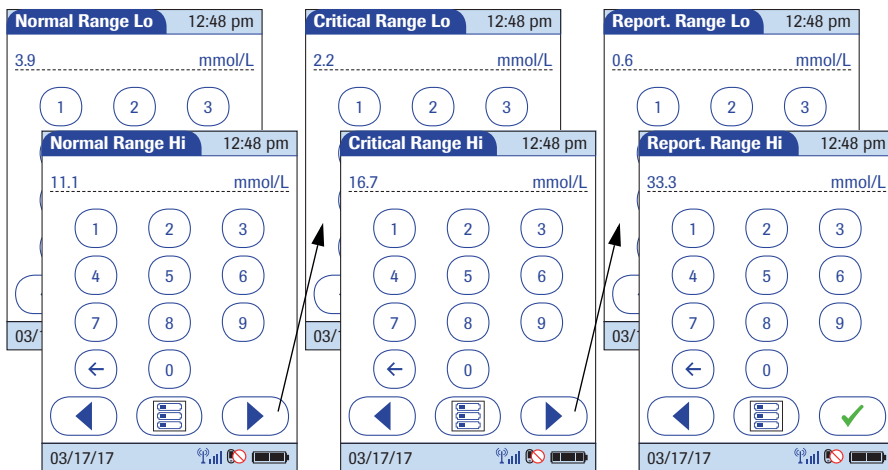 Normal Range Lo 12:48 pm
3.9 mmol/L
1 2 3
Normal Range Hi 12:48 pm
11.1 mmol/L
1 2 3
4 5 6
7 8 9
0
03/17/17
Critical Range Lo 12:48 pm
2.2 mmol/L
1 2 3
03/1
Critical Range Hi 12:48 pm
16.7 mmol/L
1 2 3
4 5 6
7 8 9
0
03/17/17
Report. Range Lo 12:48 pm
0.6 mmol/L
1 2 3
03/1
Report. Range Hi 12:48 pm
33.3 mmol/L
1 2 3
4 5 6
7 8 9
0
03/17/17